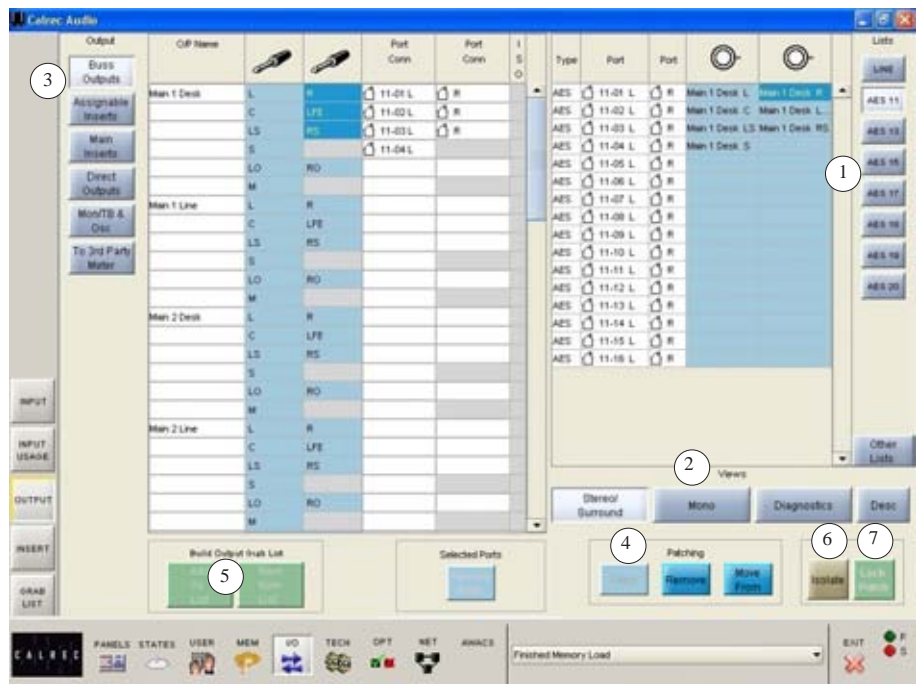 Calrec Audio
Output
3
Buss Outputs
Assignable Inserts
Main Inserts
Direct Outputs
Mon/TB & Osc
To 3rd Party Meter
INPUT
INPUT USAGE
OUTPUT
INSERT
GRAB LIST
O/P Name Port Conn Port Conn I S O
Main 1 Desk L R 11-01 L R
C LFE 11-02 L R
LS RS 11-03 L R
S 11-04 L
LO RO
M
Main 1 Line L R
C LFE
LS RS
S
LO RO
M
Main 2 Desk L R
C LFE
LS RS
S
LO RO
M
Main 2 Line L R
C LFE
LS RS
S
LO RO
M
Type Port Port
AES 11-01 L R Main 1 Desk L Main 1 Desk R
AES 11-02 L R Main 1 Desk C Main 1 Desk L
AES 11-03 L R Main 1 Desk LS Main 1 Desk RS
AES 11-04 L R Main 1 Desk S
AES 11-05 L R
AES 11-06 L R
AES 11-07 L R
AES 11-08 L R
AES 11-09 L R
AES 11-10 L R
AES 11-11 L R
AES 11-12 L R
AES 11-13 L R
AES 11-14 L R
AES 11-15 L R
AES 11-16 L R
Lists
LINE
AES 11
AES 13
1
AES 15
AES 17
AES 19
AES 20
Other Lists
2
Views
Stereo/ Surround
Mono
Diagnostics
Desc
Build Output Grab List
5
Selected Ports
4
Patching
Remove
Move From
6
7
Isolate
Lock Patch
CALREC
PANELS STATES USER MEM I/O TECH OPT NET AWACS
Finished Memory Load
EXIT
P
S